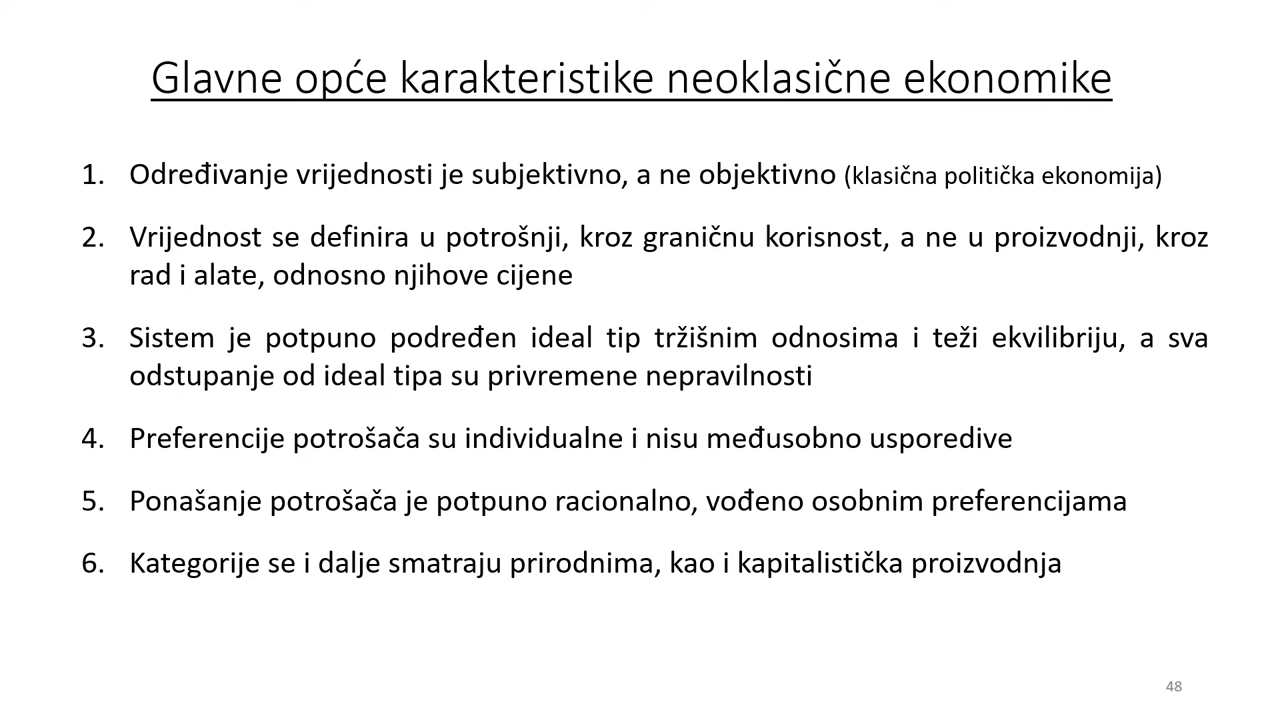 Glavne opće karakteristike neoklasične ekonomike
1. Određivanje vrijednosti je subjektivno, a ne objektivno (klasična politička ekonomija)
2. Vrijednost se definira u potrošnji, kroz graničnu korisnost, a ne u proizvodnji, kroz
rad i alate, odnosno njihove cijene
3. Sistem je potpuno podređen ideal tip tržišnim odnosima i teži ekvilibriju, a sva
odstupanje od ideal tipa su privremene nepravilnosti
4. Preferencije potrošača su individualne i nisu međusobno usporedive
5. Ponašanje potrošača je potpuno racionalno, vođeno osobnim preferencijama
6. Kategorije se i dalje smatraju prirodnima, kao i kapitalistička proizvodnja
48